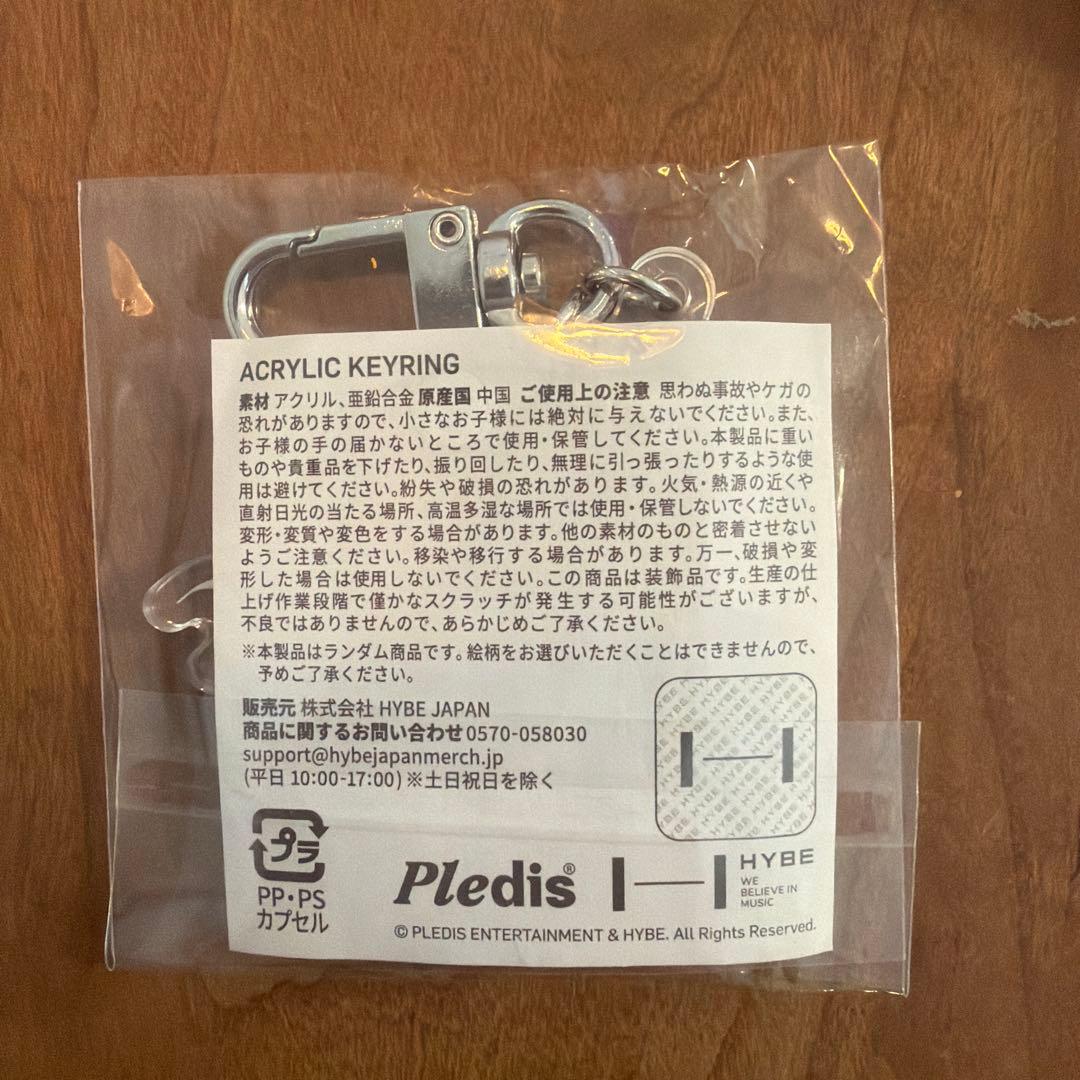 ACRYLIC KEYRING
素材 アクリル、亜鉛合金 原産国 中国 ご使用上の注意 思わぬ事故やケガの
恐れがありますので、小さなお子様には絶対に与えないでください。また、
お子様の手の届かないところで使用・保管してください。本製品に重い
ものや貴重品を下げたり、振り回したり、無理に引っ張ったりするような使
用は避けてください。紛失や破損の恐れがあります。火気・熱源の近くや
直射日光の当たる場所、高温多湿な場所では使用・保管しないでください。
変形・変質や変色をする場合があります。他の素材のものと密着させない
ようご注意ください。移染や移行する場合があります。万一、破損や変
形した場合は使用しないでください。この商品は装飾品です。生産の仕
上げ作業段階で僅かなスクラッチが発生する可能性がございますが、
不良ではありませんので、あらかじめご了承ください。
※本製品はランダム商品です。絵柄をお選びいただくことはできませんので、
予めご了承ください。
販売元 株式会社 HYBE JAPAN
商品に関するお問い合わせ 0570-058030
support@hybejapanmerch.jp
(平日 10:00-17:00) ※土日祝日を除く
プラ
PP・PS
カプセル
Pledis®
HYBE
WE
BELIEVE IN
MUSIC
© PLEDIS ENTERTAINMENT & HYBE. All Rights Reserved.